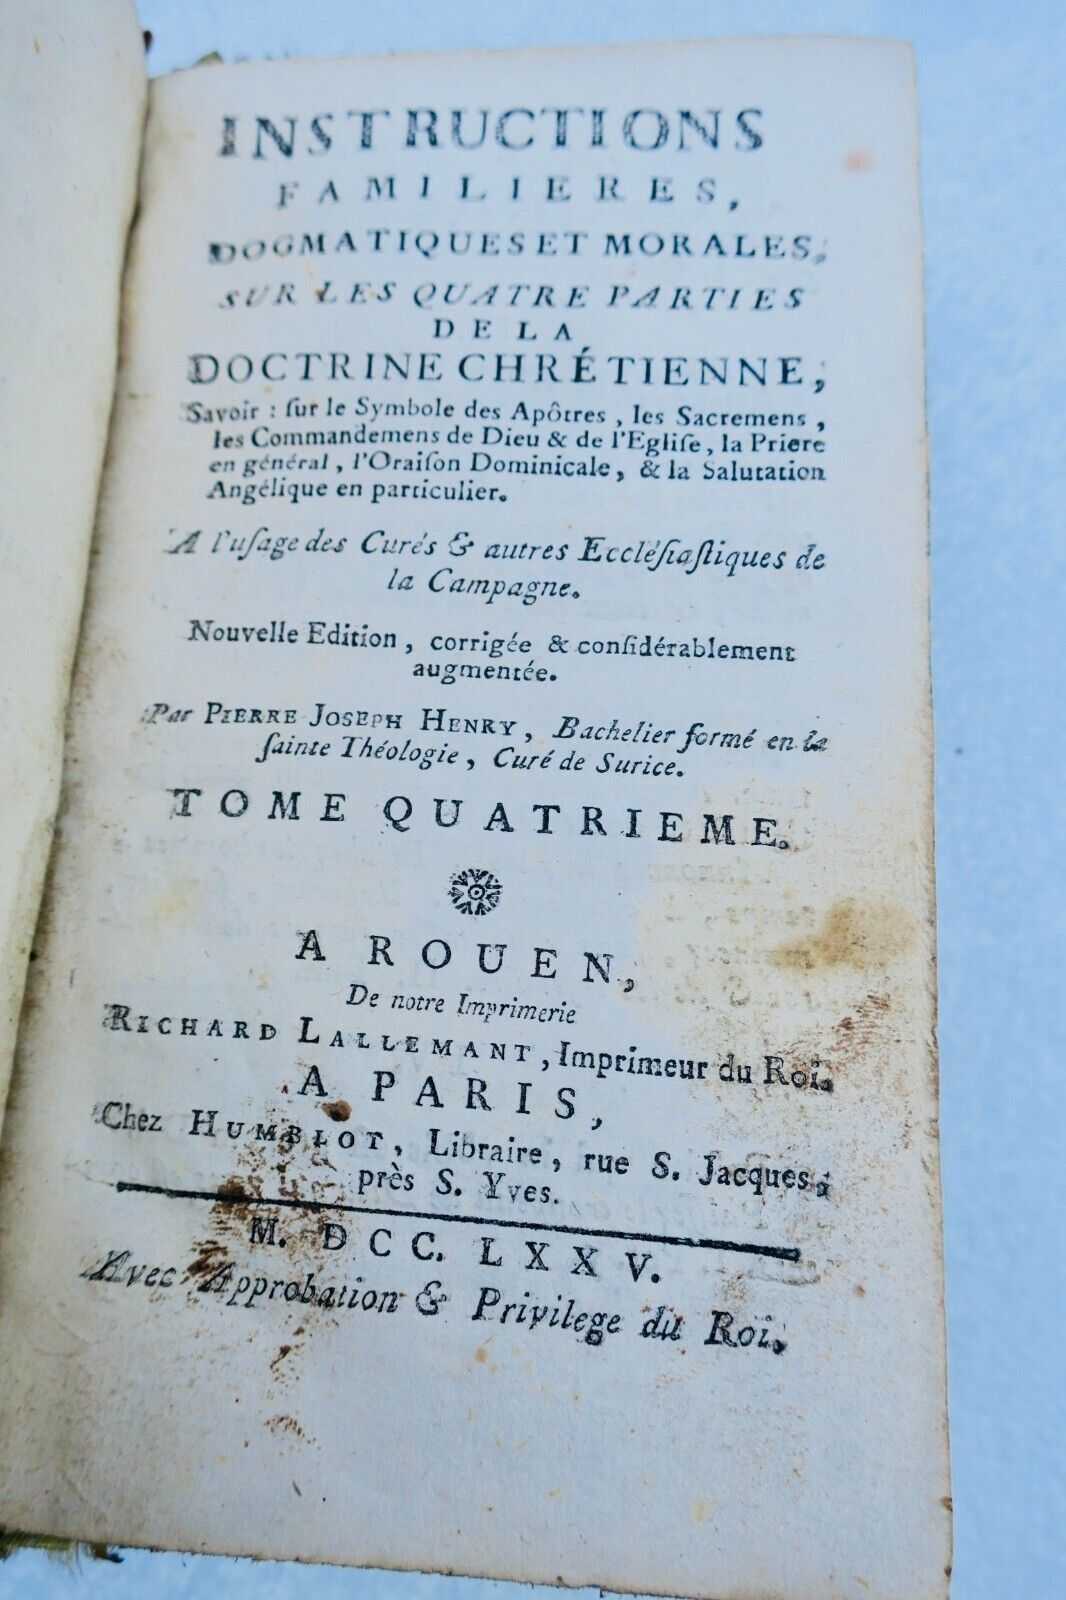 INSTRUCTIONS
FAMILIERES,
DOGMATIQUES ET MORALES,
SUR LES QUATRE PARTIES
DE LA
DOCTRINE CHRÉTIENNE,
Savoir : ſur le Symbole des Apôtres, les Sacremens,
les Commandemens de Dieu & de l'Egliſe, la Priere
en général, l'Oraiſon Dominicale, & la Salutation
Angélique en particulier.
A l'uſage des Curés & autres Eccléſiaſtiques de
la Campagne.
Nouvelle Edition, corrigée & conſidérablement
augmentée.
Par PIERRE JOSEPH HENRY, Bachelier formé en la
ſainte Théologie, Curé de Surice.
TOME QUATRIEME.
A ROUEN,
De notre Imprimerie
RICHARD LALLEMANT, Imprimeur du Roi.
A PARIS,
Chez HUMBLOT, Libraire, rue S. Jacques,
près S. Yves.
M. DCC. LXXV.
Avec Approbation & Privilege du Roi.